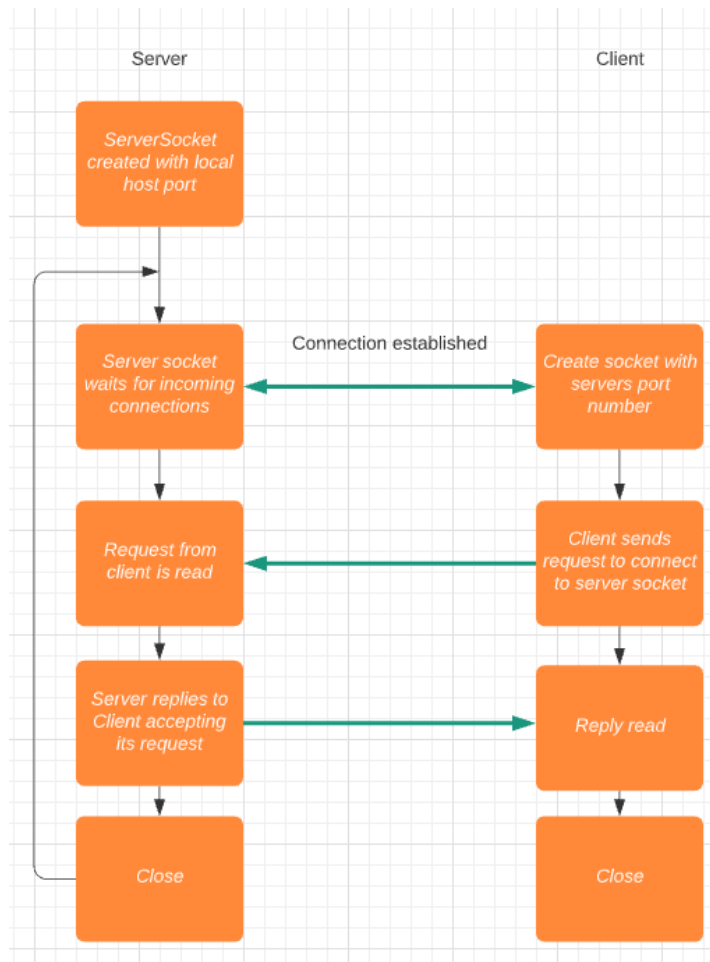 Server
Client
ServerSocket
created with local
host port
Connection established
Server socket
waits for incoming
connections
Create socket with
servers port
number
Request from
client is read
Client sends
request to connect
to server socket
Server replies to
Client accepting
its request
Reply read
Close
Close